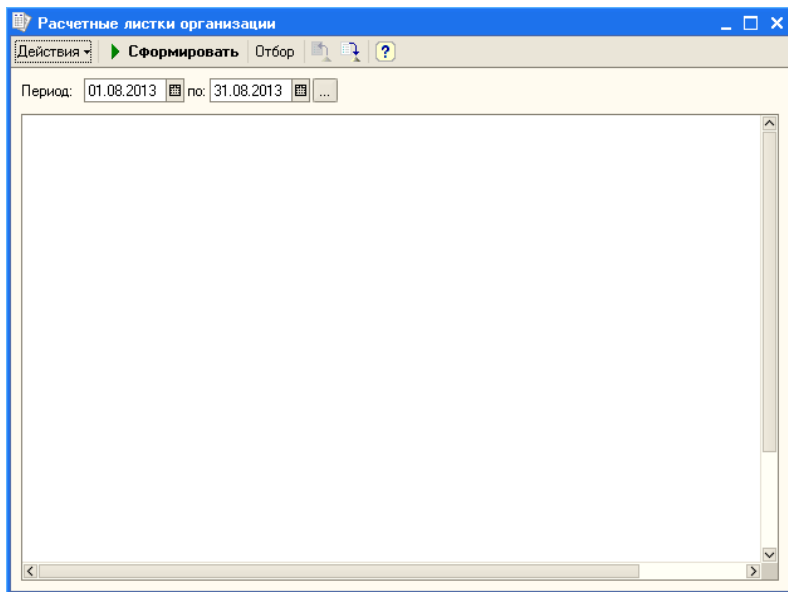 Расчетные листки организации
Действия Сформировать Отбор ?
Период: 01.08.2013 по: 31.08.2013 ...